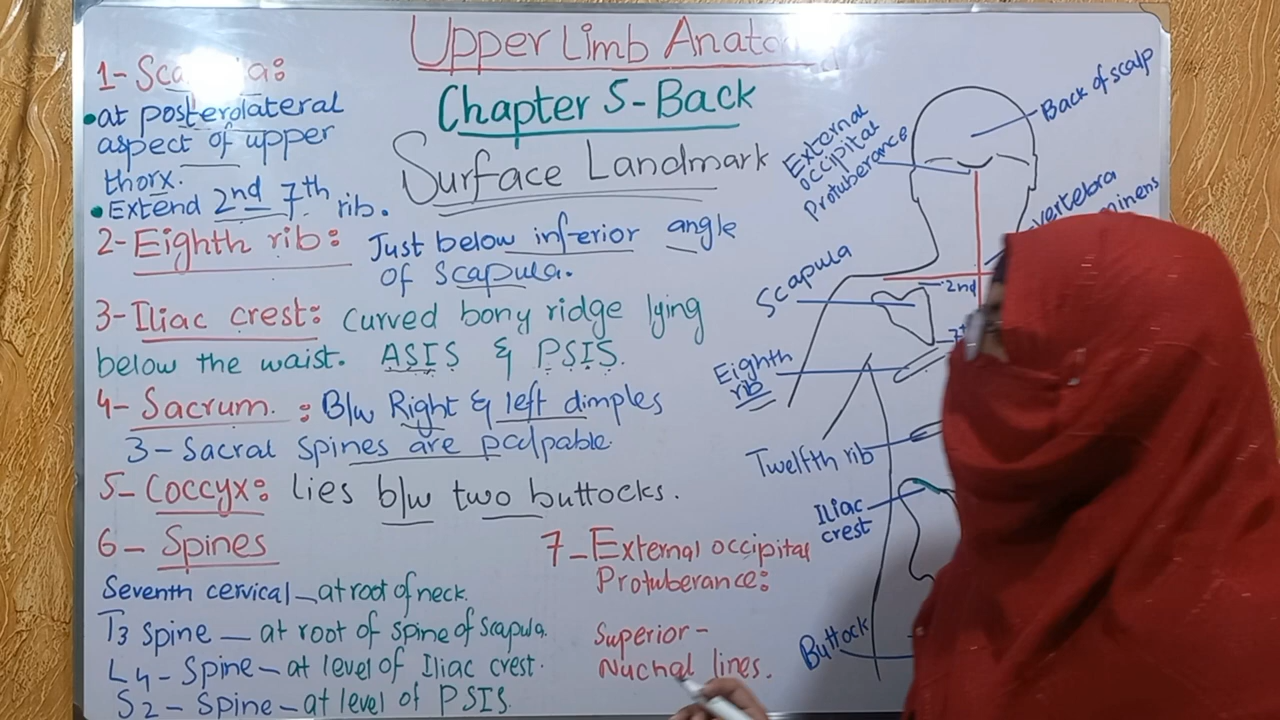 Upper Limb
Chapter 5-Back
Surface Landmark
1-
•at posterolateral
aspect of upper
thorx.
•Extend 2nd 7th rib.
2-Eighth rib: Just below inferior angle
of scapula.
3-Iliac crest: curved bony ridge lying
below the waist. ASIS & PSIS.
4- Sacrum. : B/w Right & left dimples
3-Sacral spines are palpable.
5-Coccyx: lies b/w two buttocks.
6- Spines
Seventh cervical-at root of neck.
T3 spine - at root of spine of scapula.
L4-Spine-at level of Iliac crest.
S2-Spine-at level of PSIS.
7-External occipital
Protuberance:
Superior-
Nuchal lines.
Back of scalp
External
occipital
Protuberance
vertebra
Scapula
2nd
Eighth
rib
Twelfth rib
Iliac
crest
Buttock